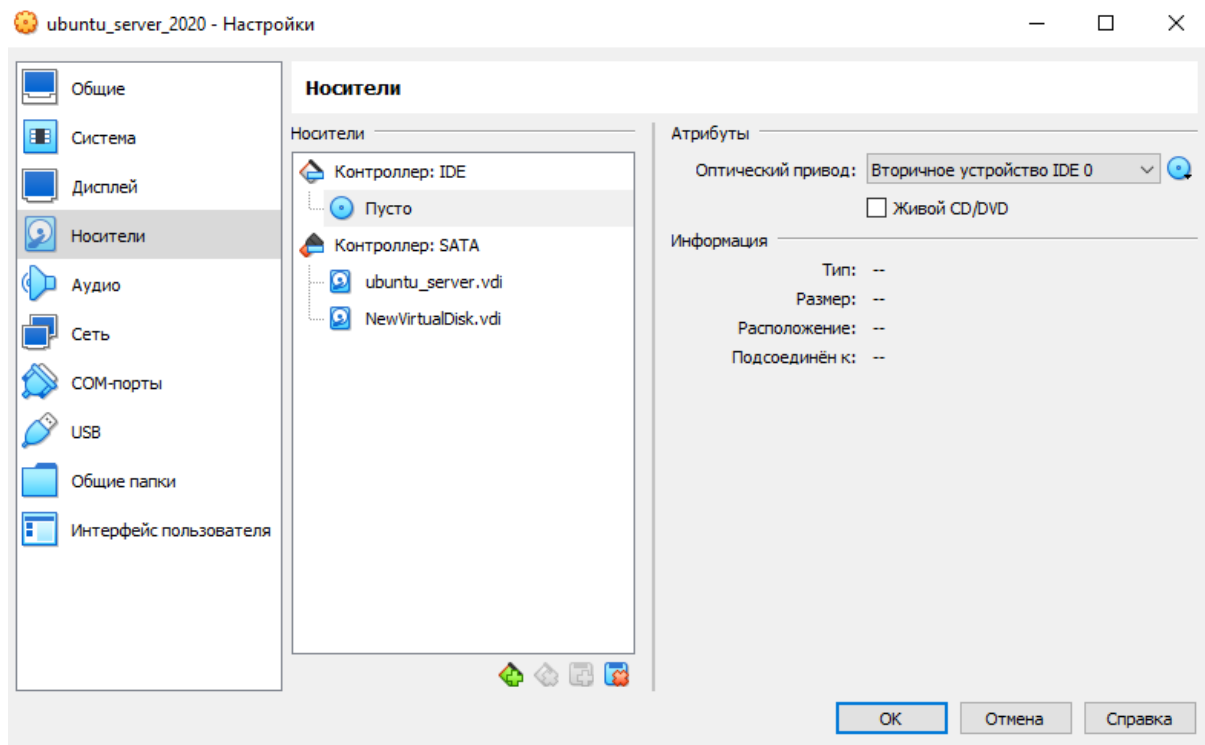 ubuntu_server_2020 - Настройки
Общие
Система
Дисплей
Носители
Аудио
Сеть
COM-порты
USB
Общие папки
Интерфейс пользователя
Носители
Носители
Контроллер: IDE
Пусто
Контроллер: SATA
ubuntu_server.vdi
NewVirtualDisk.vdi
Атрибуты
Оптический привод: Вторичное устройство IDE 0
Живой CD/DVD
Информация
Тип: --
Размер: --
Расположение: --
Подсоединён к: --
OK Отмена Справка